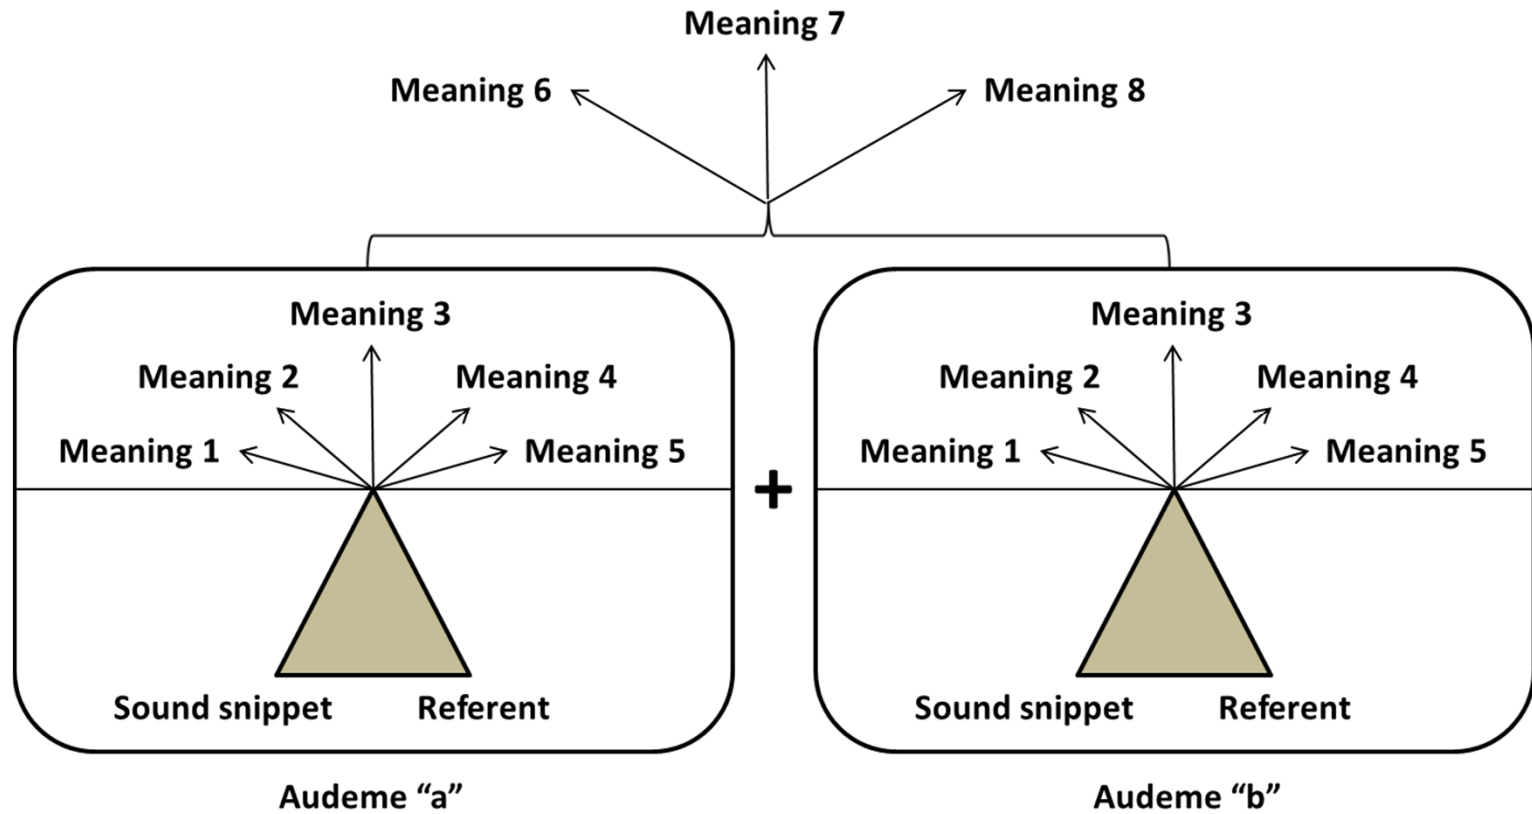 Meaning 7
Meaning 6
Meaning 8
Meaning 3
Meaning 2
Meaning 4
Meaning 1
Meaning 5
Sound snippet
Referent
Audeme “a”
+
Meaning 3
Meaning 2
Meaning 4
Meaning 1
Meaning 5
Sound snippet
Referent
Audeme “b”